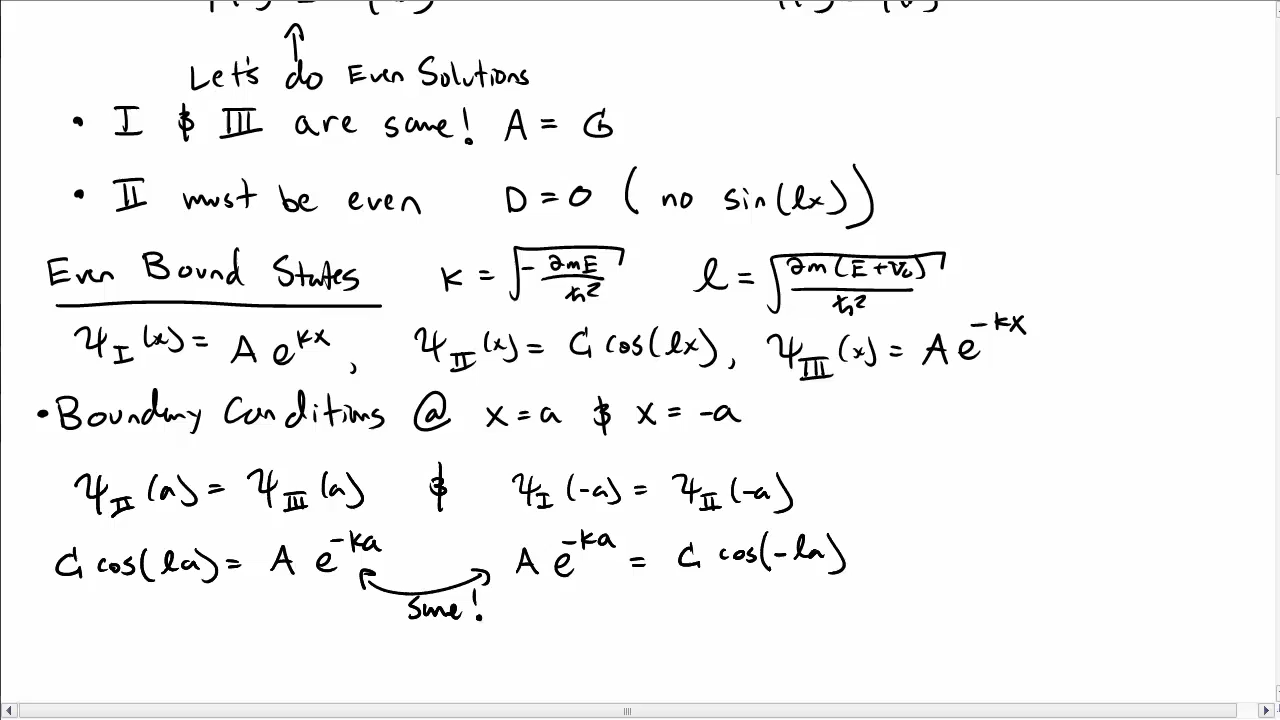 Let's do Even Solutions
• I & III are same! A = G
• II must be even D = 0 ( no sin(lx))
Even Bound States K = √(-2mE/ħ²) l = √(2m(E+V₀)/ħ²)
Ψ_I(x) = A e^{kx}, Ψ_II(x) = C cos(lx), Ψ_III(x) = A e^{-kx}
• Boundary Conditions @ x = a & x = -a
Ψ_II(a) = Ψ_III(a) & Ψ_I(-a) = Ψ_II(-a)
C cos(la) = A e^{-ka} A e^{-ka} = C cos(-la)
Same!